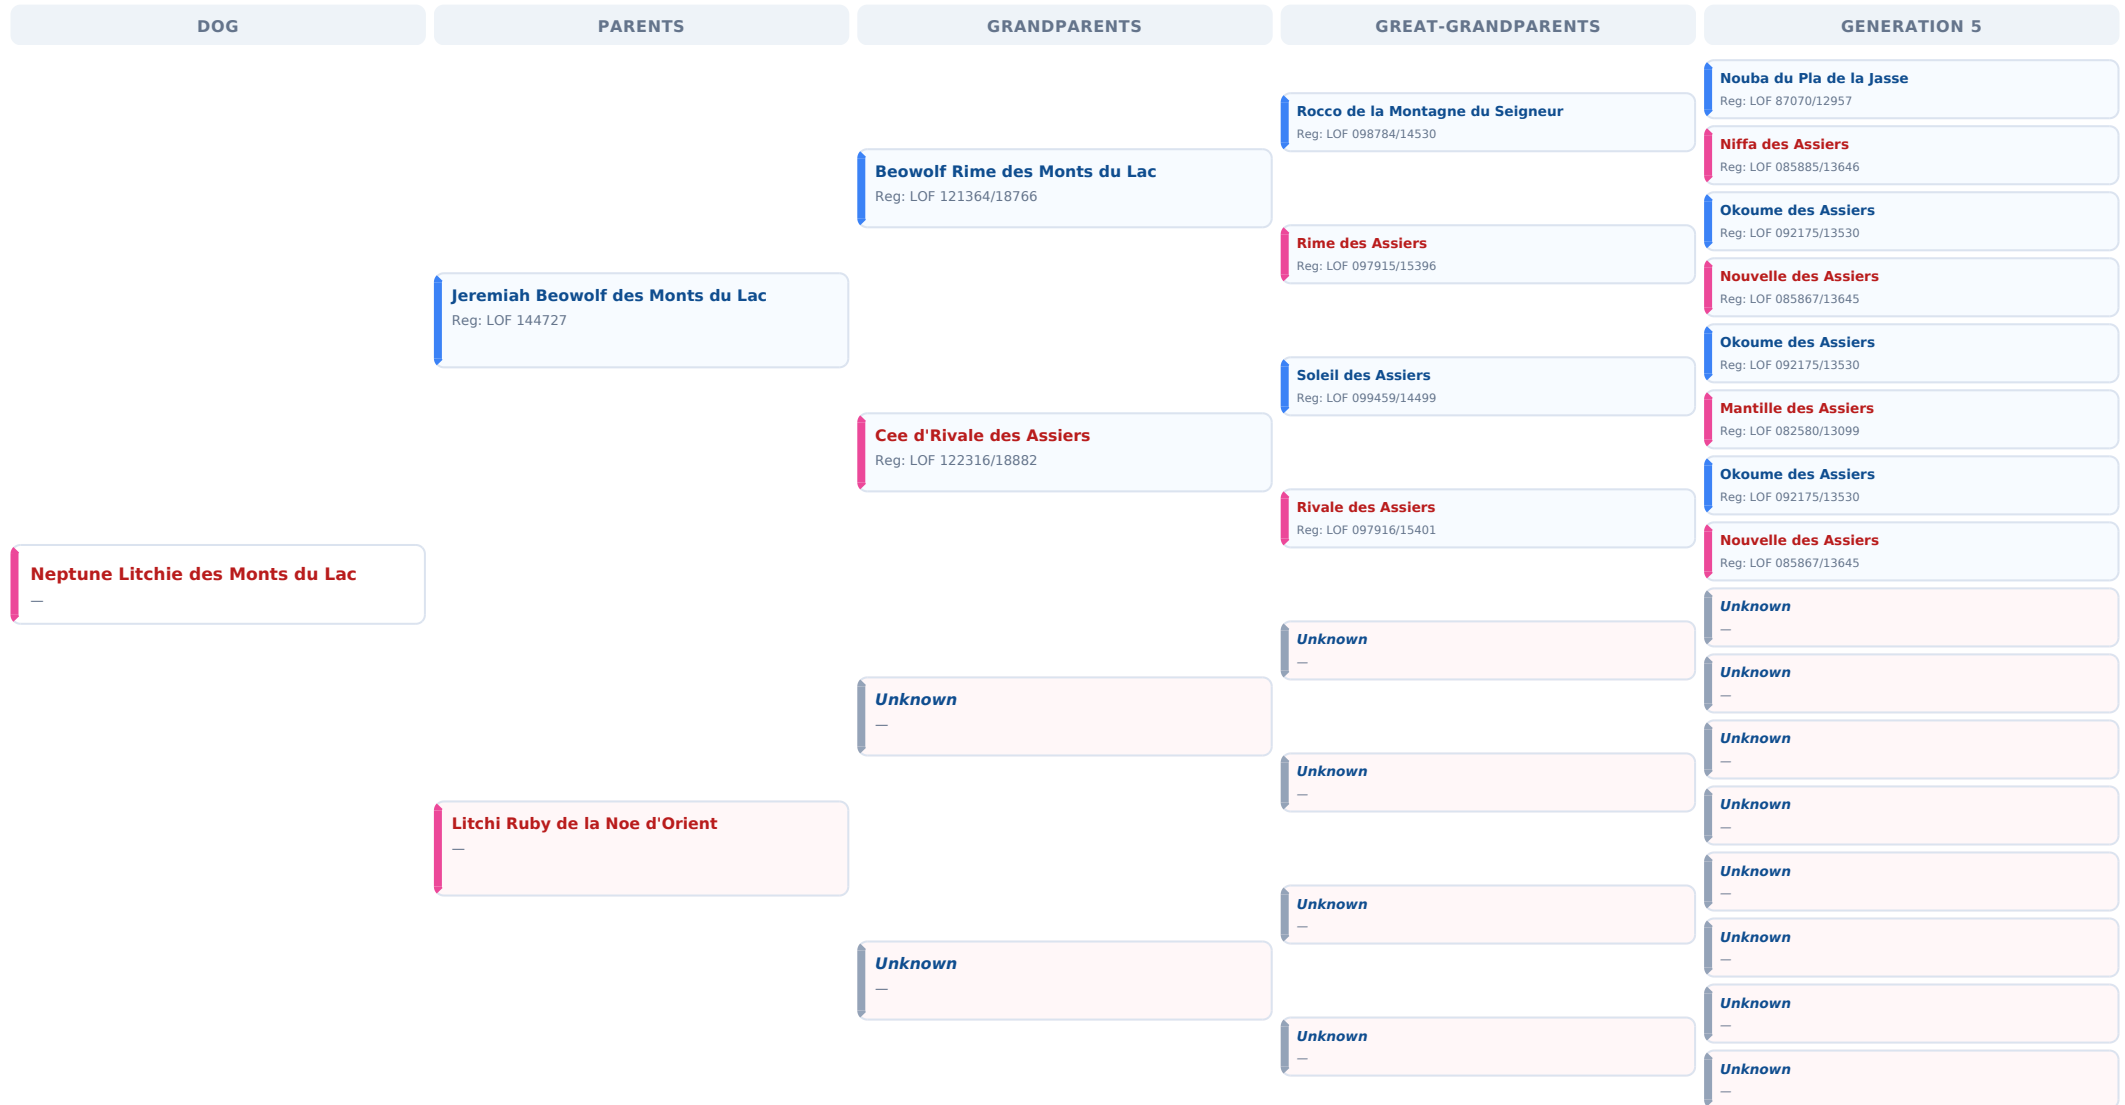 DOG
PARENTS
GRANDPARENTS
GREAT-GRANDPARENTS
GENERATION 5
Neptune Litchie des Monts du Lac
—
Jeremiah Beowolf des Monts du Lac
Reg: LOF 144727
Litchi Ruby de la Noe d'Orient
—
Beowolf Rime des Monts du Lac
Reg: LOF 121364/18766
Cee d'Rivale des Assiers
Reg: LOF 122316/18882
Unknown
—
Unknown
—
Rocco de la Montagne du Seigneur
Reg: LOF 098784/14530
Rime des Assiers
Reg: LOF 097915/15396
Soleil des Assiers
Reg: LOF 099459/14499
Rivale des Assiers
Reg: LOF 097916/15401
Unknown
—
Unknown
—
Unknown
—
Unknown
—
Nouba du Pla de la Jasse
Reg: LOF 87070/12957
Niffa des Assiers
Reg: LOF 085885/13646
Okoume des Assiers
Reg: LOF 092175/13530
Nouvelle des Assiers
Reg: LOF 085867/13645
Okoume des Assiers
Reg: LOF 092175/13530
Mantille des Assiers
Reg: LOF 082580/13099
Okoume des Assiers
Reg: LOF 092175/13530
Nouvelle des Assiers
Reg: LOF 085867/13645
Unknown
—
Unknown
—
Unknown
—
Unknown
—
Unknown
—
Unknown
—
Unknown
—
Unknown
—